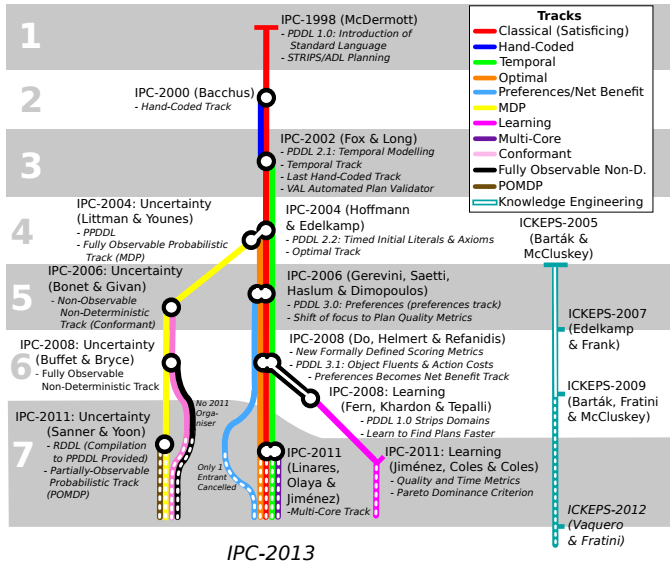 1
IPC-1998 (McDermott)
- PDDL 1.0: Introduction of
Standard Language
- STRIPS/ADL Planning
Tracks
Classical (Satisficing)
Hand-Coded
Temporal
Optimal
Preferences/Net Benefit
MDP
Learning
Multi-Core
Conformant
Fully Observable Non-D.
POMDP
Knowledge Engineering
2
IPC-2000 (Bacchus)
- Hand-Coded Track
3
IPC-2002 (Fox & Long)
- PDDL 2.1: Temporal Modelling
- Temporal Track
- Last Hand-Coded Track
- VAL Automated Plan Validator
4
IPC-2004: Uncertainty
(Littman & Younes)
- PPDDL
- Fully Observable Probabilistic
Track (MDP)
IPC-2004 (Hoffmann
& Edelkamp)
- PDDL 2.2: Timed Initial Literals & Axioms
- Optimal Track
ICKEPS-2005
(Barták &
McCluskey)
5
IPC-2006: Uncertainty
(Bonet & Givan)
- Non-Observable
Non-Deterministic
Track (Conformant)
IPC-2006 (Gerevini, Saetti,
Haslum & Dimopoulos)
- PDDL 3.0: Preferences (preferences track)
- Shift of focus to Plan Quality Metrics
ICKEPS-2007
(Edelkamp
& Frank)
6
IPC-2008: Uncertainty
(Buffet & Bryce)
- Fully Observable
Non-Deterministic Track
IPC-2008 (Do, Helmert & Refanidis)
- New Formally Defined Scoring Metrics
- PDDL 3.1: Object Fluents & Action Costs
- Preferences Becomes Net Benefit Track
IPC-2008: Learning
(Fern, Khardon & Tepalli)
- PDDL 1.0 Strips Domains
- Learn to Find Plans Faster
ICKEPS-2009
(Barták, Fratini
& McCluskey)
7
IPC-2011: Uncertainty
(Sanner & Yoon)
- RDDL (Compilation
to PPDDL Provided)
- Partially-Observable
Probabilistic Track
(POMDP)
No 2011
Orga-
niser
Only 1
Entrant
Cancelled
IPC-2011
(Linares,
Olaya &
Jiménez)
- Multi-Core Track
IPC-2011: Learning
(Jiménez, Coles & Coles)
- Quality and Time Metrics
- Pareto Dominance Criterion
ICKEPS-2012
(Vaquero
& Fratini)
IPC-2013